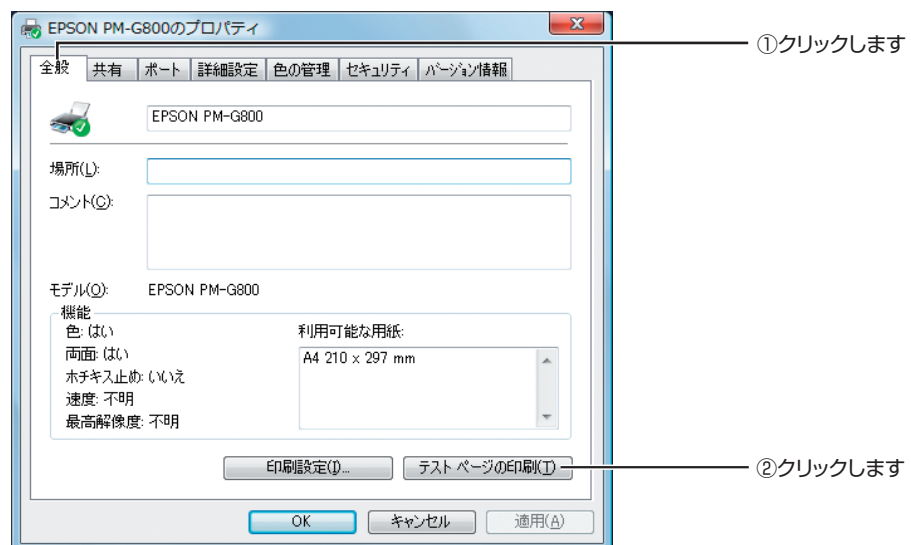 EPSON PM-G800のプロパティ
①クリックします
全般 共有 ポート 詳細設定 色の管理 セキュリティ バージョン情報
EPSON PM-G800
場所(L):
コメント(C):
モデル(O): EPSON PM-G800
機能
色: はい 利用可能な用紙:
両面: はい A4 210 x 297 mm
ホチキス止め: いいえ
速度: 不明
最高解像度: 不明
印刷設定(I)... テスト ページの印刷(T)
②クリックします
OK キャンセル 適用(A)